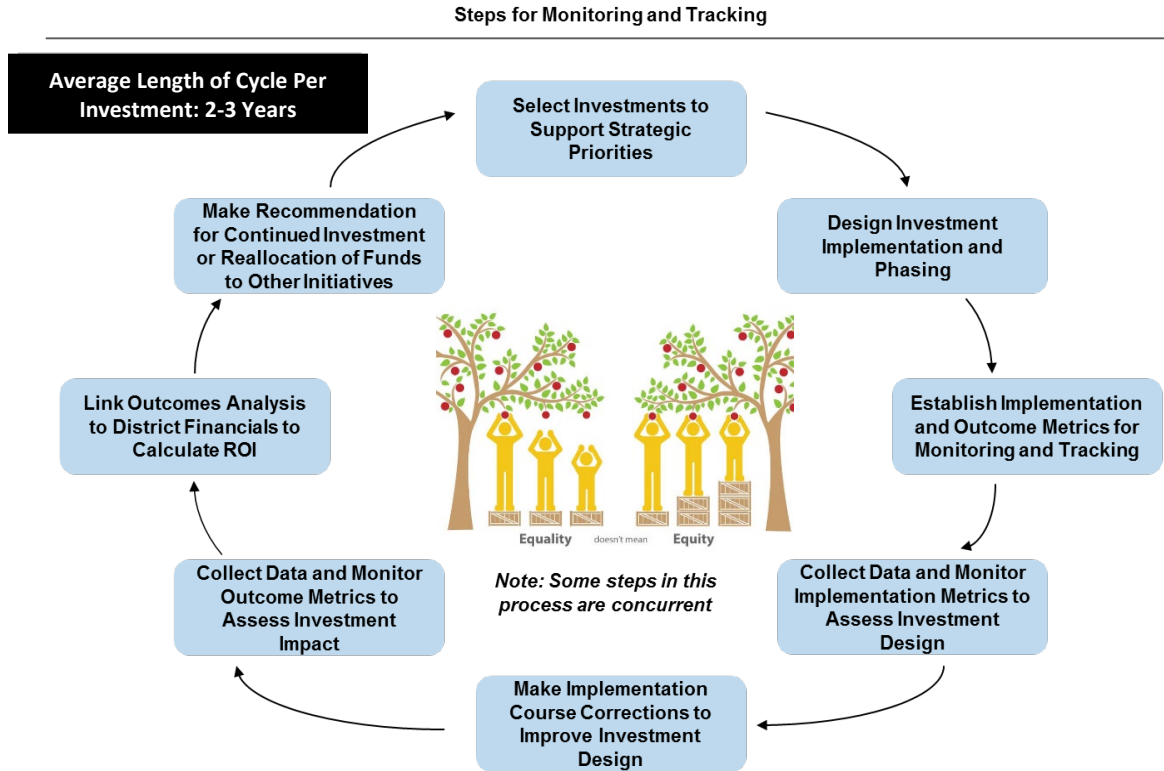 Steps for Monitoring and Tracking
Average Length of Cycle Per
Investment: 2-3 Years
Select Investments to
Support Strategic
Priorities
Design Investment
Implementation and
Phasing
Establish Implementation
and Outcome Metrics for
Monitoring and Tracking
Collect Data and Monitor
Implementation Metrics to
Assess Investment
Design
Make Implementation
Course Corrections to
Improve Investment
Design
Collect Data and Monitor
Outcome Metrics to
Assess Investment
Impact
Link Outcomes Analysis
to District Financials to
Calculate ROI
Make Recommendation
for Continued Investment
or Reallocation of Funds
to Other Initiatives
Equality doesn't mean Equity
Note: Some steps in this
process are concurrent